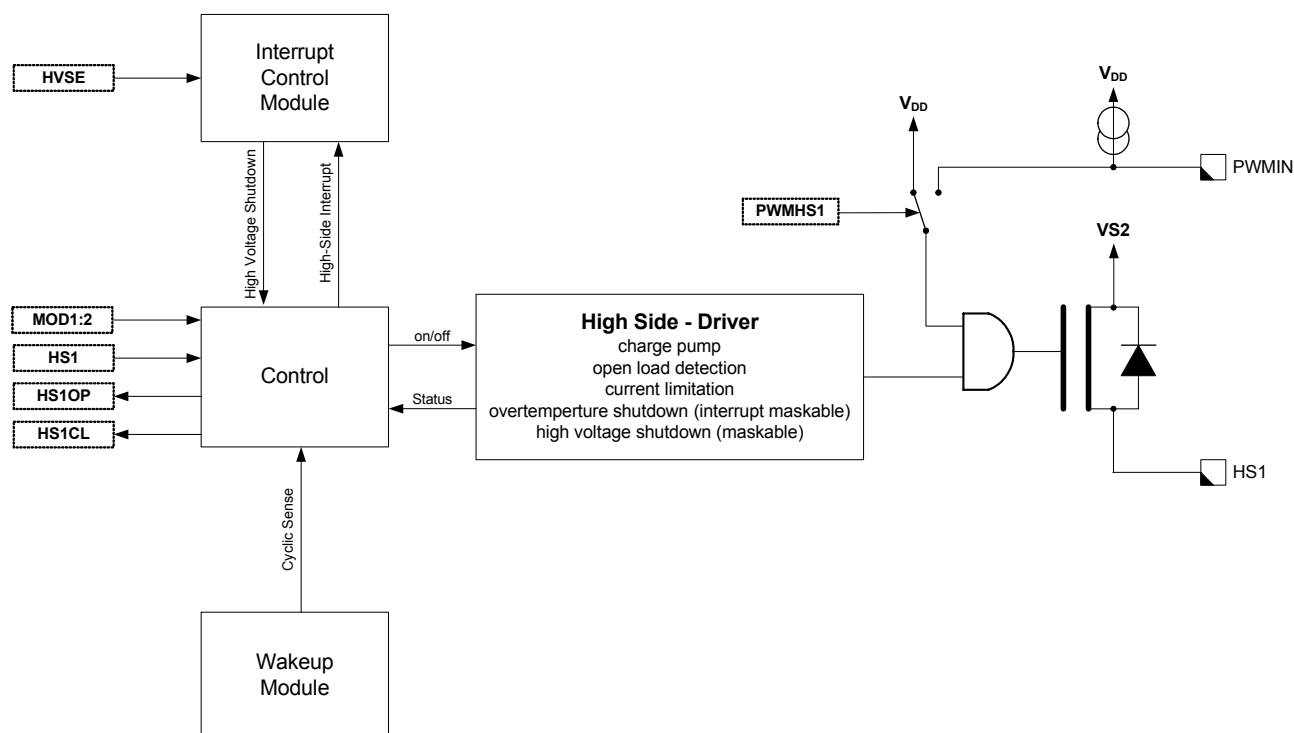 Interrupt
Control
Module
HVSE
High Voltage Shutdown
High-Side Interrupt
VDD
VDD
PWMIN
PWMHS1
VS2
MOD1:2
HS1
HS1OP
HS1CL
Control
on/off
Status
High Side - Driver
charge pump
open load detection
current limitation
overtemperture shutdown (interrupt maskable)
high voltage shutdown (maskable)
HS1
Cyclic Sense
Wakeup
Module